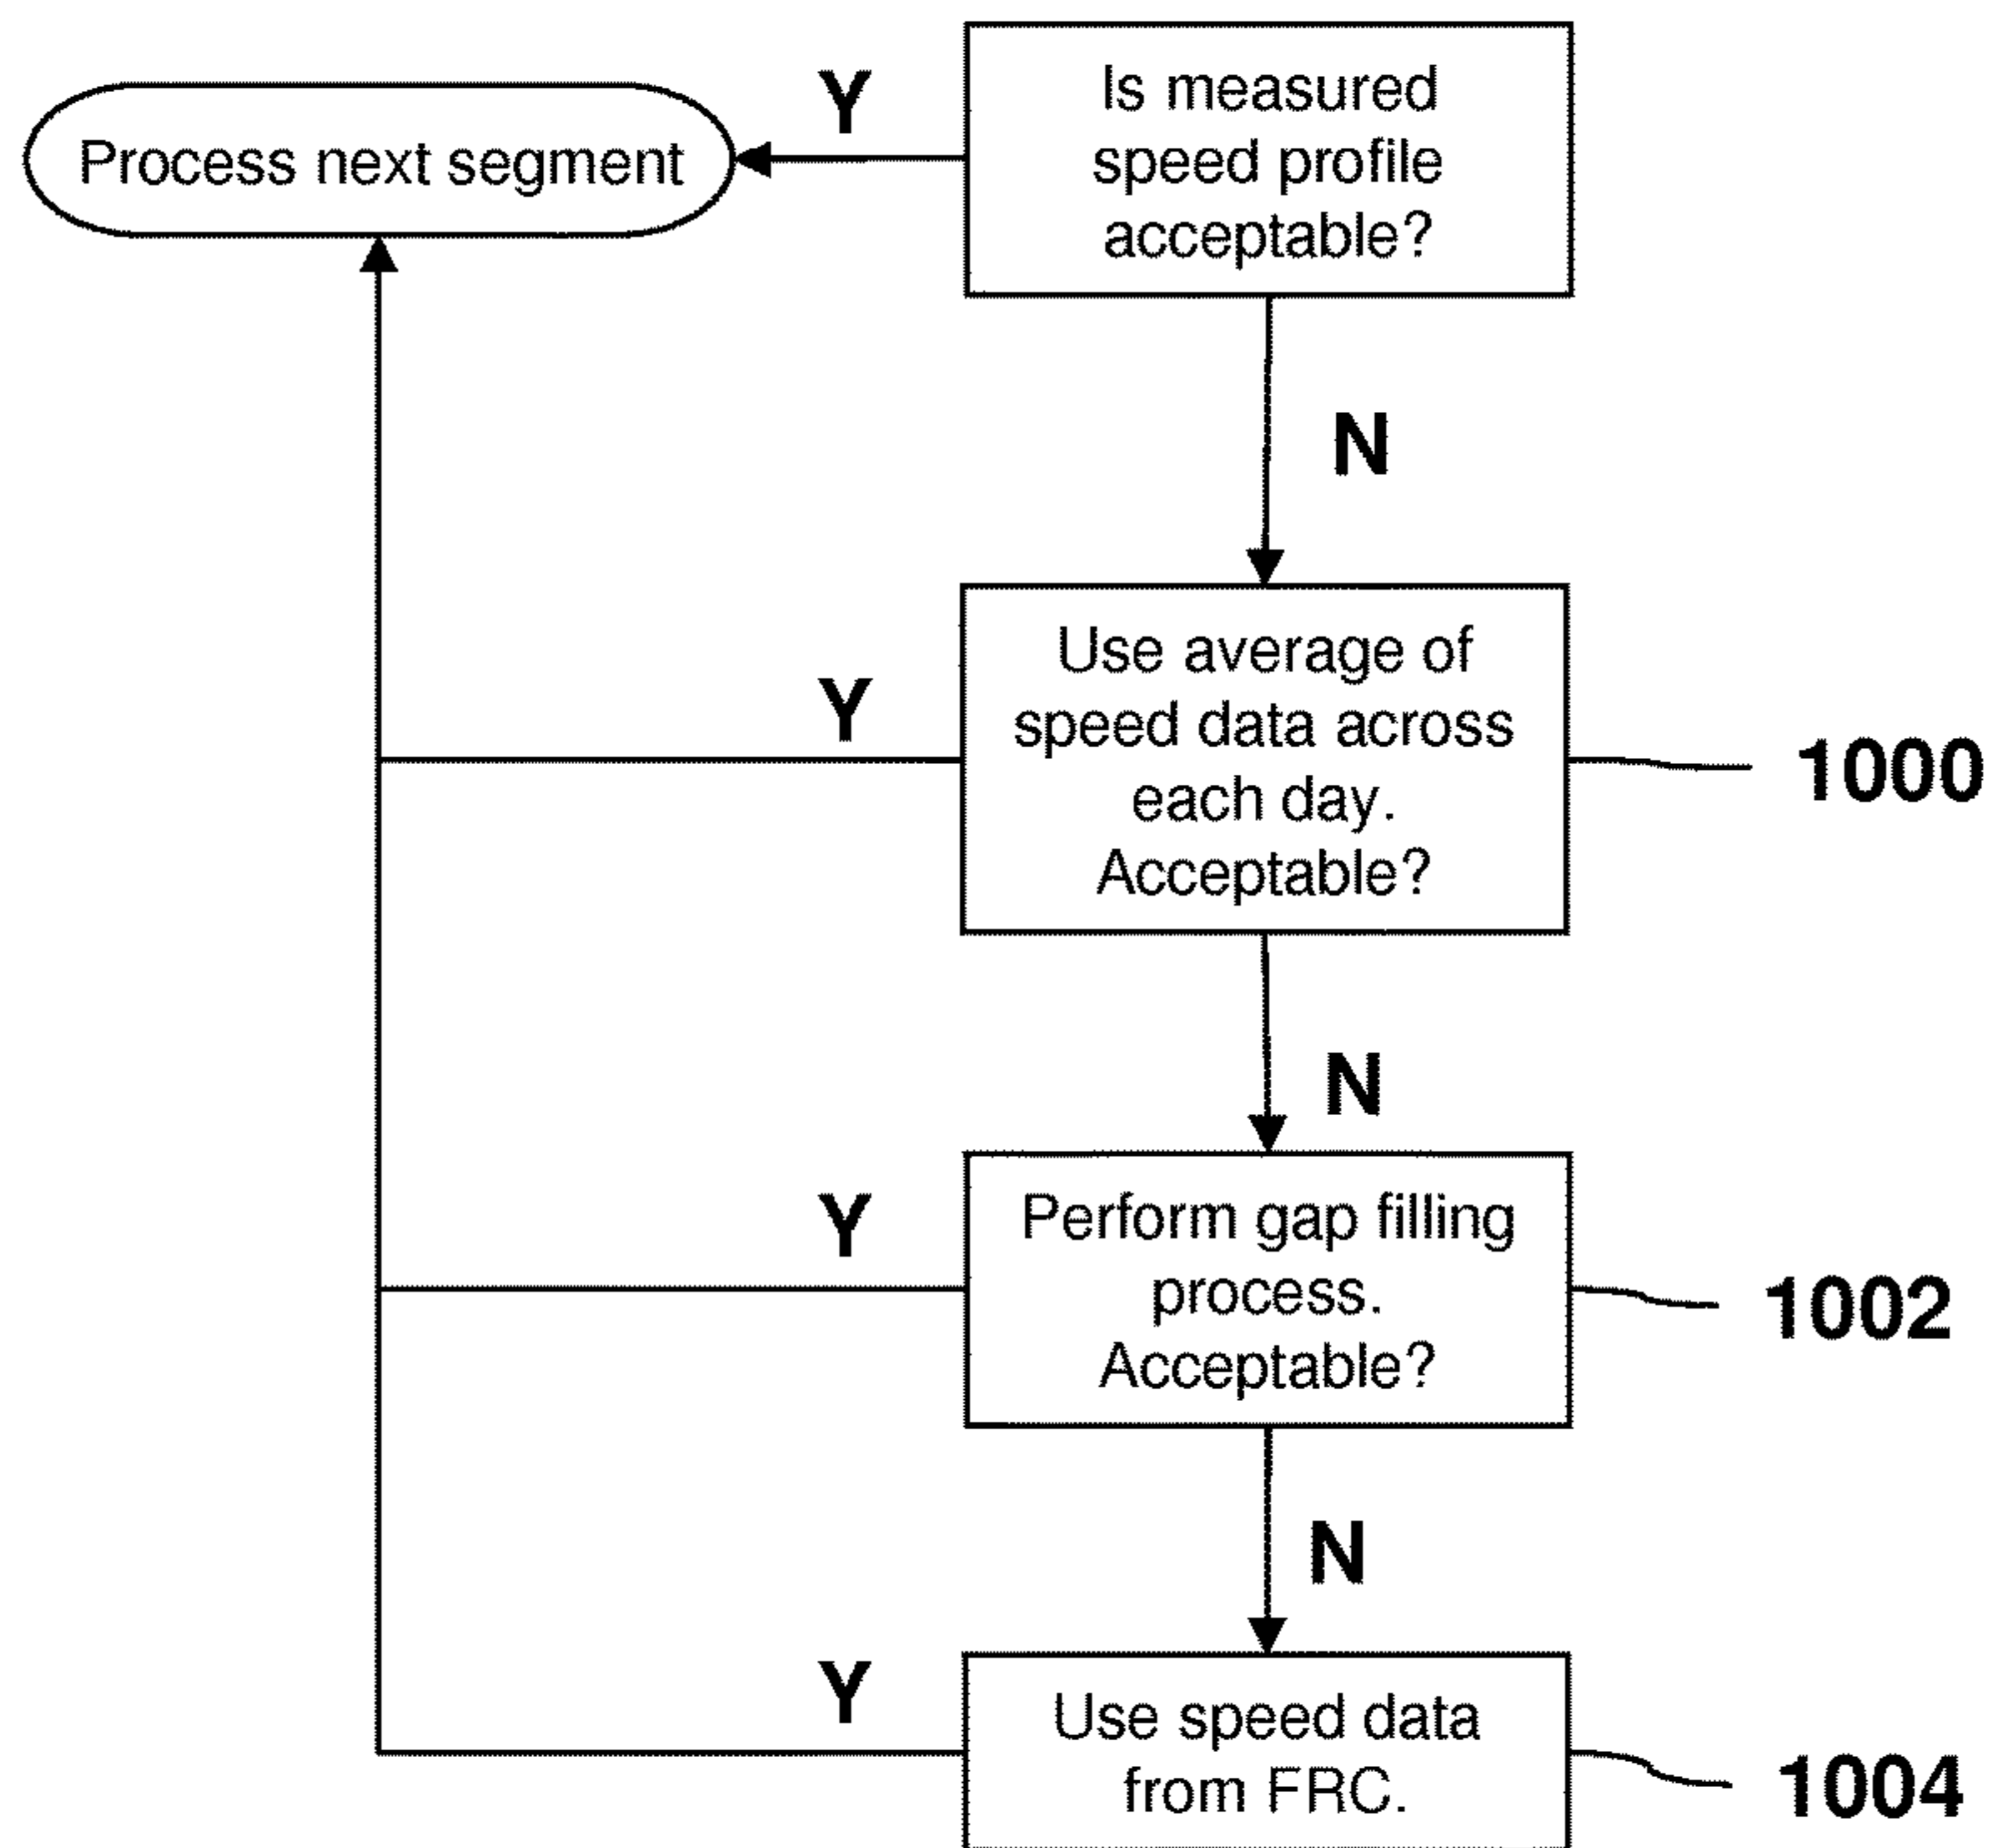 Is measured
speed profile
acceptable?
Y
Process next segment
N
Use average of
speed data across
each day.
Acceptable?
Y
1000
N
Perform gap filling
process.
Acceptable?
Y
1002
N
Use speed data
from FRC.
Y
1004